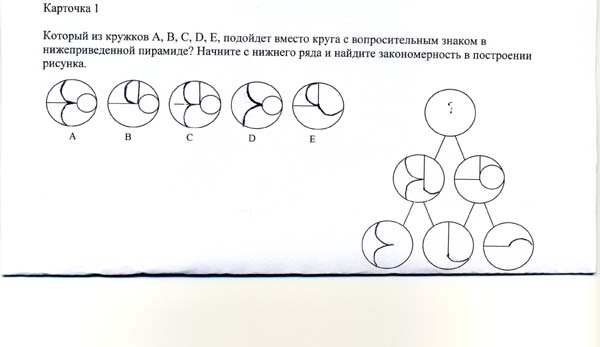 Карточка 1
Который из кружков A, B, C, D, E, подойдет вместо круга с вопросительным знаком в
нижеприведенной пирамиде? Начните с нижнего ряда и найдите закономерность в построении
рисунка.
?
A B C D E